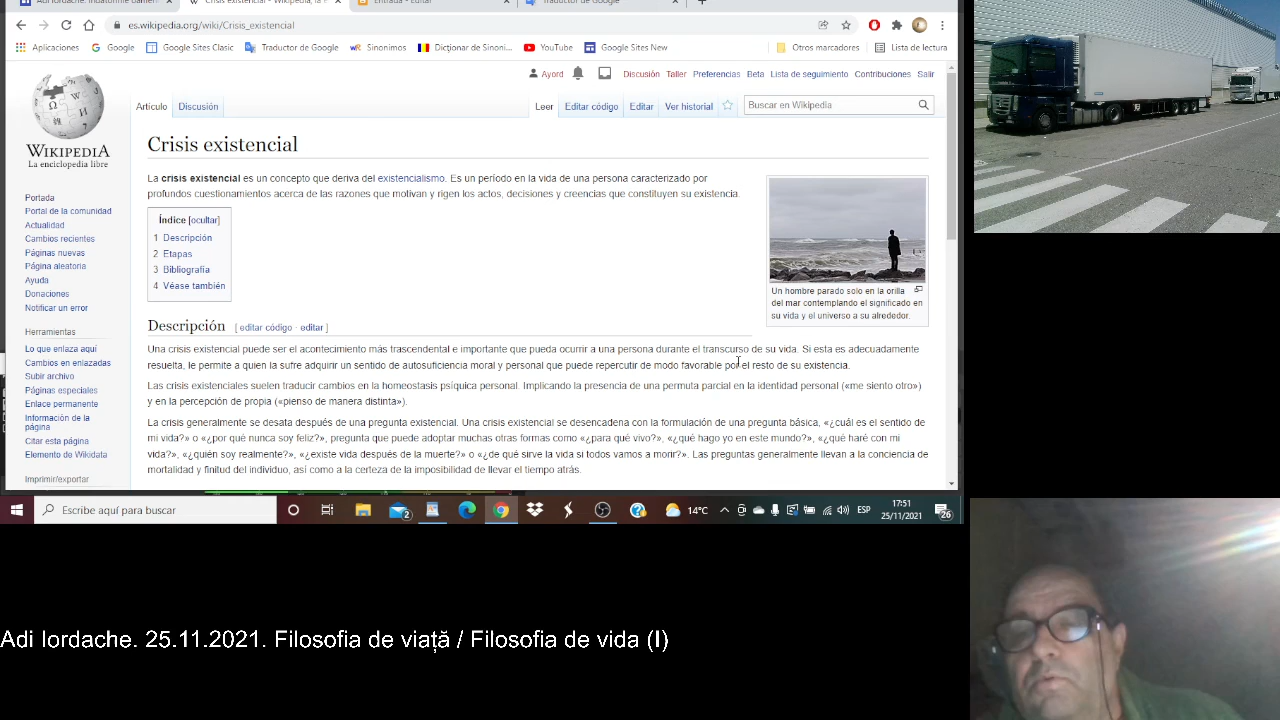 Crisis existencial - Wikipedia, la e
Entrada - Editar
Traductor de Google
es.wikipedia.org/wiki/Crisis_existencial
Aplicaciones
Google
Google Sites Clasic
Traductor de Google
Sinonimos
Dicționar de Sinoni...
YouTube
Google Sites New
Otros marcadores
Lista de lectura
Ayord
Discusión
Taller
Preferencias
Beta
Lista de seguimiento
Contribuciones
Salir
WIKIPEDIA
La enciclopedia libre
Artículo
Discusión
Leer
Editar código
Editar
Ver historial
Buscar en Wikipedia
Portada
Portal de la comunidad
Actualidad
Cambios recientes
Páginas nuevas
Página aleatoria
Ayuda
Donaciones
Notificar un error
Herramientas
Lo que enlaza aquí
Cambios en enlazadas
Subir archivo
Páginas especiales
Enlace permanente
Información de la
página
Citar esta página
Elemento de Wikidata
Imprimir/exportar
Crisis existencial
La crisis existencial es un concepto que deriva del existencialismo. Es un período en la vida de una persona caracterizado por
profundos cuestionamientos acerca de las razones que motivan y rigen los actos, decisiones y creencias que constituyen su existencia.
Índice [ocultar]
1 Descripción
2 Etapas
3 Bibliografía
4 Véase también
Un hombre parado solo en la orilla
del mar contemplando el significado en
su vida y el universo a su alrededor.
Descripción [ editar código · editar ]
Una crisis existencial puede ser el acontecimiento más trascendental e importante que pueda ocurrir a una persona durante el transcurso de su vida. Si esta es adecuadamente
resuelta, le permite a quien la sufre adquirir un sentido de autosuficiencia moral y personal que puede repercutir de modo favorable por el resto de su existencia.
Las crisis existenciales suelen traducir cambios en la homeostasis psíquica personal. Implicando la presencia de una permuta parcial en la identidad personal («me siento otro»)
y en la percepción de propia («pienso de manera distinta»).
La crisis generalmente se desata después de una pregunta existencial. Una crisis existencial se desencadena con la formulación de una pregunta básica, «¿cuál es el sentido de
mi vida?» o «¿por qué nunca soy feliz?», pregunta que puede adoptar muchas otras formas como «¿para qué vivo?», «¿qué hago yo en este mundo?», «¿qué haré con mi
vida?», «¿quién soy realmente?», «¿existe vida después de la muerte?» o «¿de qué sirve la vida si todos vamos a morir?». Las preguntas generalmente llevan a la conciencia de
mortalidad y finitud del individuo, así como a la certeza de la imposibilidad de llevar el tiempo atrás.
Escribe aquí para buscar
2
14°C
ESP
17:51
25/11/2021
26
Adi Iordache. 25.11.2021. Filosofia de viață / Filosofia de vida (I)